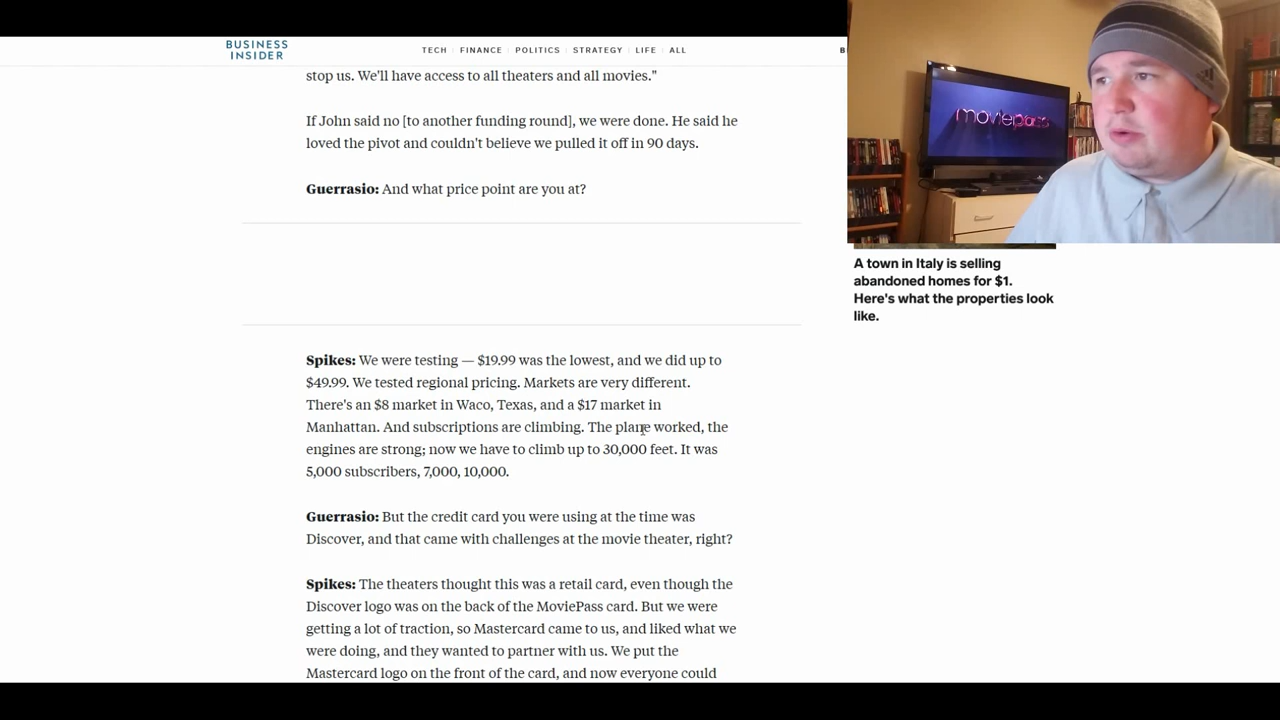 BUSINESS
INSIDER
TECH FINANCE POLITICS STRATEGY LIFE ALL
B
stop us. We'll have access to all theaters and all movies."
If John said no [to another funding round], we were done. He said he
loved the pivot and couldn't believe we pulled it off in 90 days.
Guerrasio: And what price point are you at?
moviepass
A town in Italy is selling
abandoned homes for $1.
Here's what the properties look
like.
Spikes: We were testing — $19.99 was the lowest, and we did up to
$49.99. We tested regional pricing. Markets are very different.
There's an $8 market in Waco, Texas, and a $17 market in
Manhattan. And subscriptions are climbing. The plane worked, the
engines are strong; now we have to climb up to 30,000 feet. It was
5,000 subscribers, 7,000, 10,000.
Guerrasio: But the credit card you were using at the time was
Discover, and that came with challenges at the movie theater, right?
Spikes: The theaters thought this was a retail card, even though the
Discover logo was on the back of the MoviePass card. But we were
getting a lot of traction, so Mastercard came to us, and liked what we
were doing, and they wanted to partner with us. We put the
Mastercard logo on the front of the card, and now everyone could